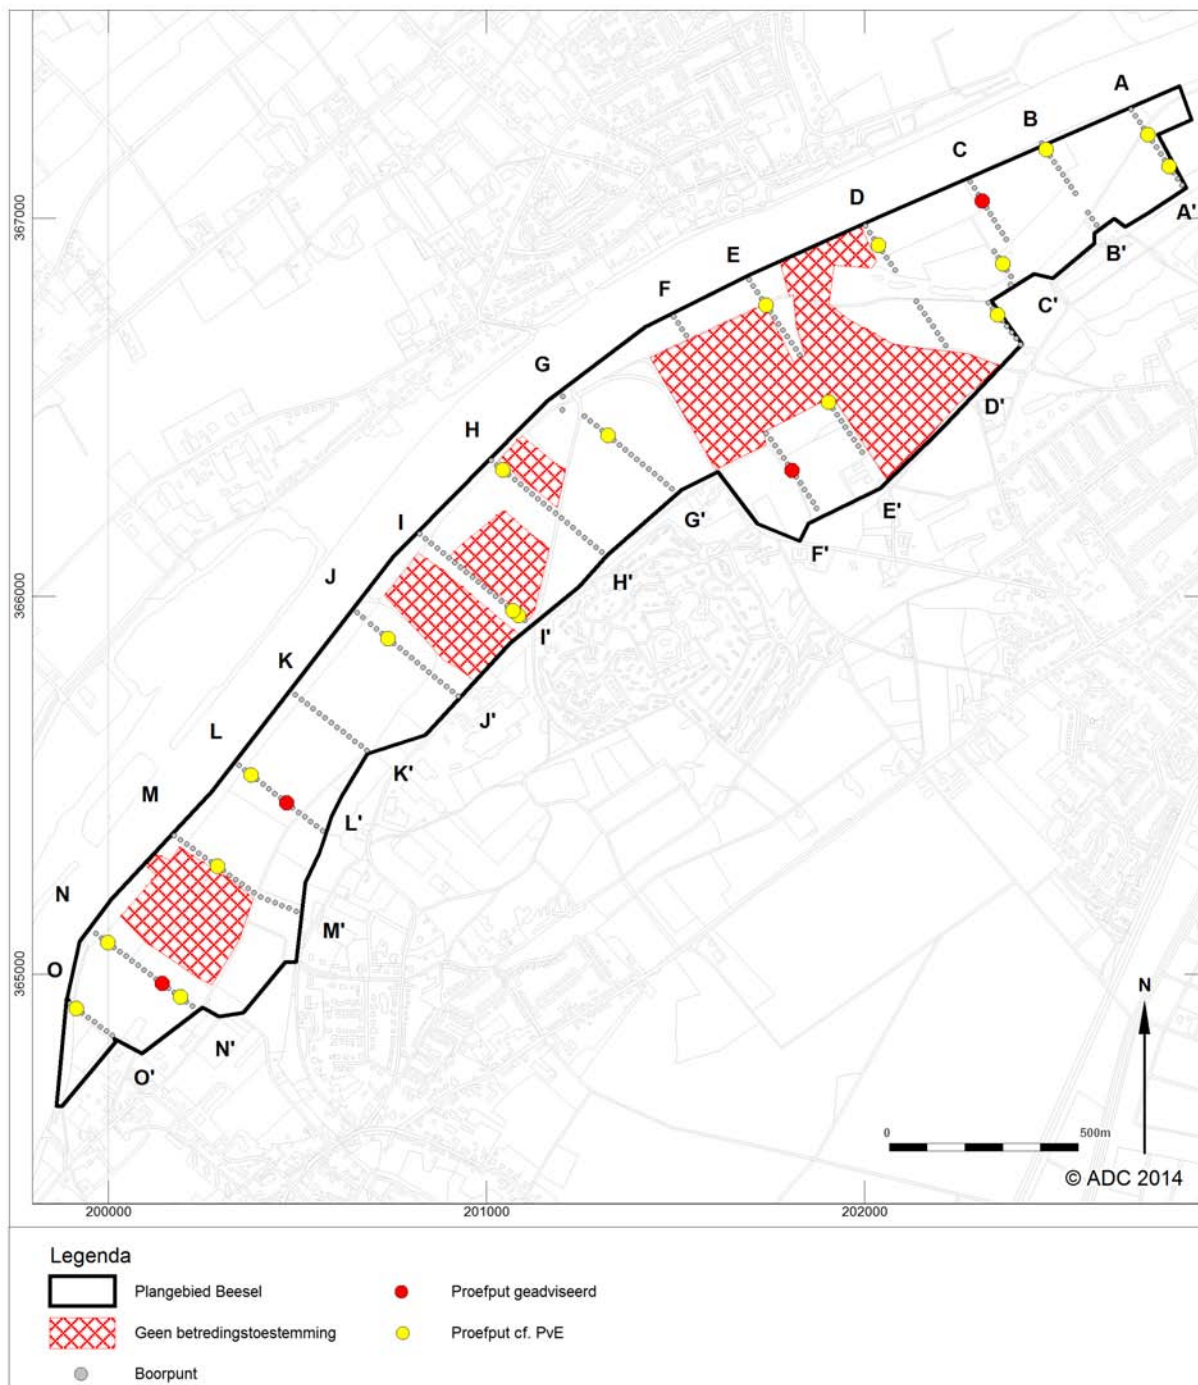 A
B
C
D
E
F
G
H
I
J
K
L
M
N
O
A'
B'
C'
D'
E'
F'
G'
H'
I'
J'
K'
L'
M'
N'
O'
367000
366000
365000
N
0 500m
© ADC 2014
200000 201000 202000
Legenda
Plangebied Beesel
Geen betredingstoestemming
Boorpunt
Proefput geadviseerd
Proefput cf. PvE